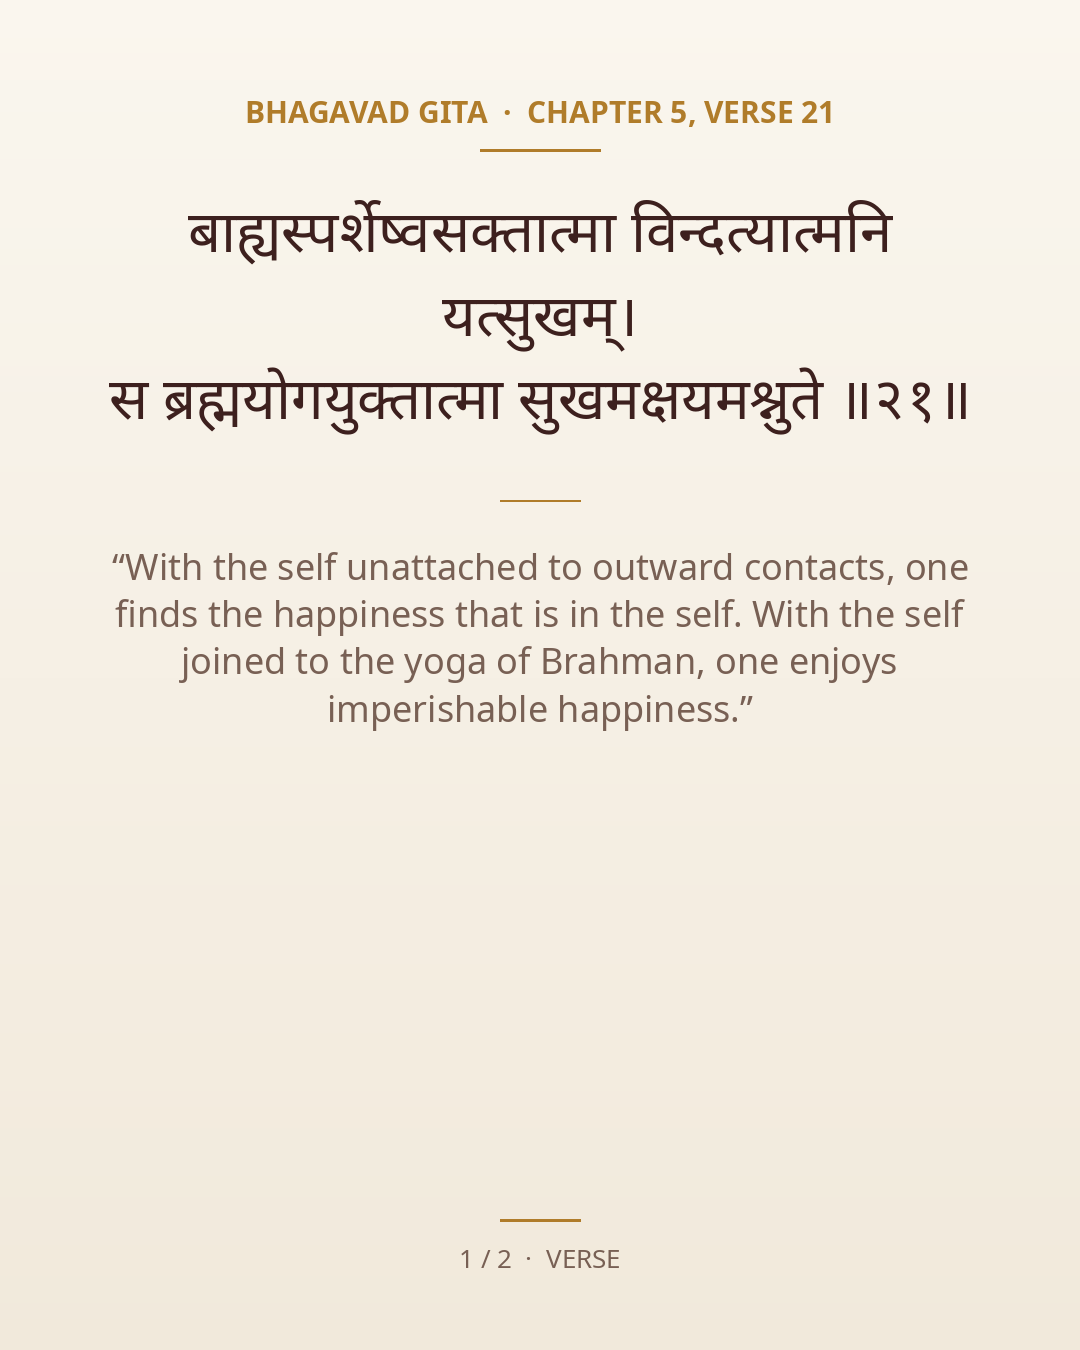 BHAGAVAD GITA · CHAPTER 5, VERSE 21
बाह्यस्पर्शेष्वसक्तात्मा विन्दत्यात्मनि
यत्सुखम्।
स ब्रह्मयोगयुक्तात्मा सुखमक्षयमश्नुते ॥२१॥
“With the self unattached to outward contacts, one
finds the happiness that is in the self. With the self
joined to the yoga of Brahman, one enjoys
imperishable happiness.”
1 / 2 · VERSE